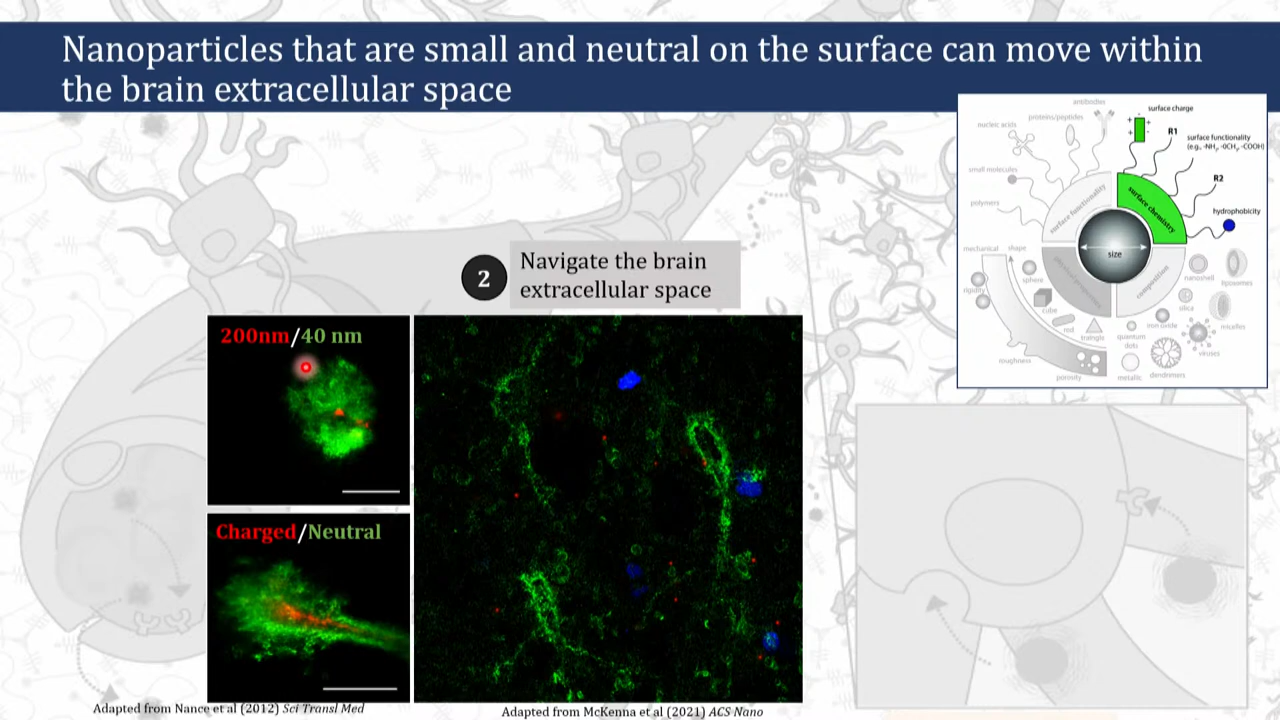 Nanoparticles that are small and neutral on the surface can move within
the brain extracellular space
2
Navigate the brain
extracellular space
200nm/40 nm
Charged/Neutral
Adapted from Nance et al (2012) Sci Transl Med
Adapted from McKenna et al (2021) ACS Nano
antibodies
surface charge
proteins/peptides
nucleic acids
R1
surface functionality
(e.g., -NH₂, -OCH₃, -COOH)
small molecules
R2
polymers
surface functionality
surface chemistry
hydrophobicity
size
mechanical
shape
rigidity
sphere
cube
rod
triangle
roughness
porosity
composition
nanoshell
liposomes
silica
iron oxide
micelles
quantum
dots
viruses
metallic
dendrimers